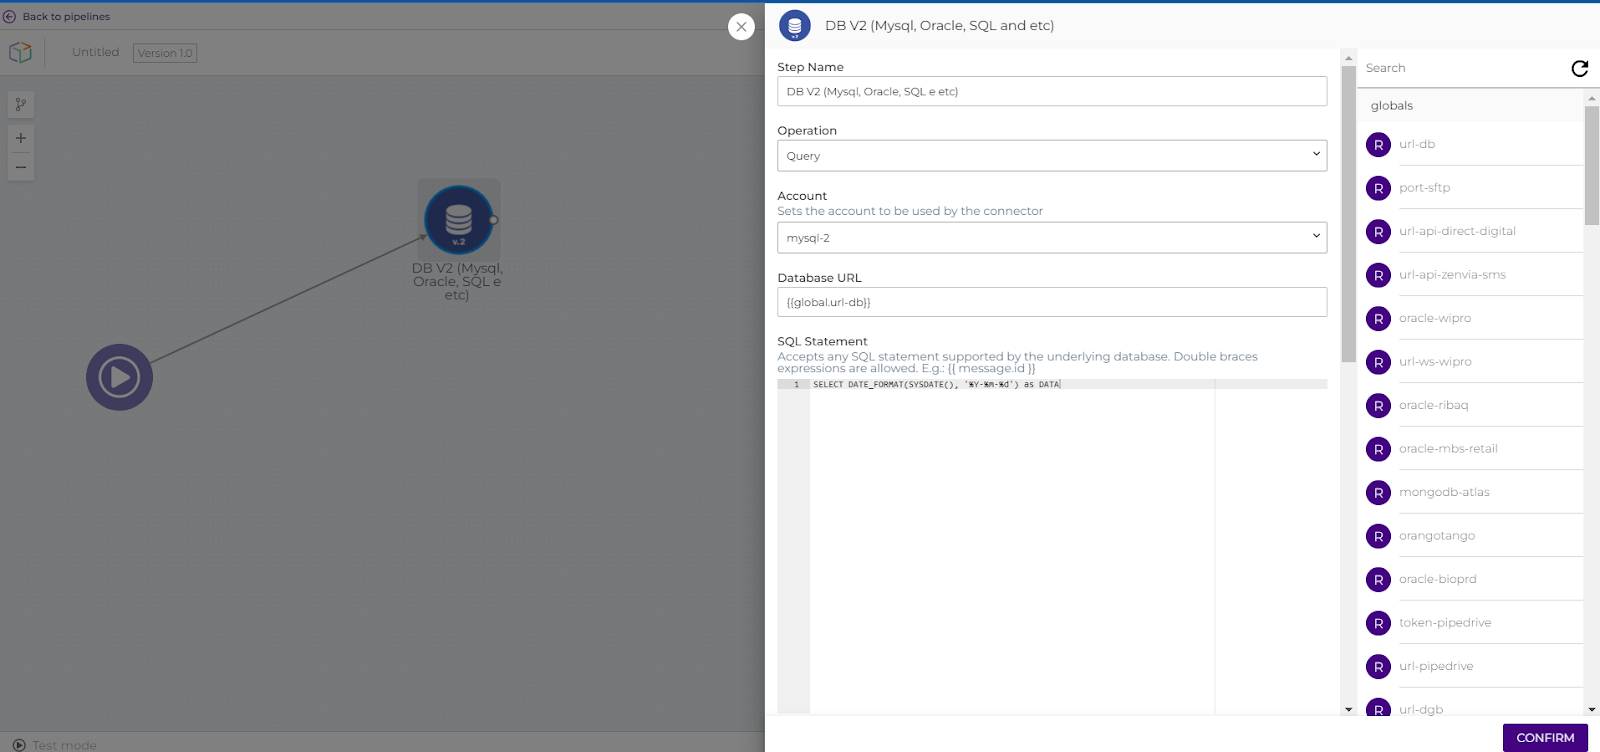 Back to pipelines
Untitled
Version 1.0
v.2
DB V2 (Mysql,
Oracle, SQL e
etc)
Test mode
v.2
DB V2 (Mysql, Oracle, SQL and etc)
Step Name
DB V2 (Mysql, Oracle, SQL e etc)
Operation
Query
Account
Sets the account to be used by the connector
mysql-2
Database URL
{{global.url-db}}
SQL Statement
Accepts any SQL statement supported by the underlying database. Double braces
expressions are allowed. E.g.: {{ message.id }}
1 SELECT DATE_FORMAT(SYSDATE(), '%Y-%m-%d') as DATA
Search
globals
R url-db
R port-sftp
R url-api-direct-digital
R url-api-zenvia-sms
R oracle-wipro
R url-ws-wipro
R oracle-ribaq
R oracle-mbs-retail
R mongodb-atlas
R orangotango
R oracle-bioprd
R token-pipedrive
R url-pipedrive
R url-dgb
CONFIRM